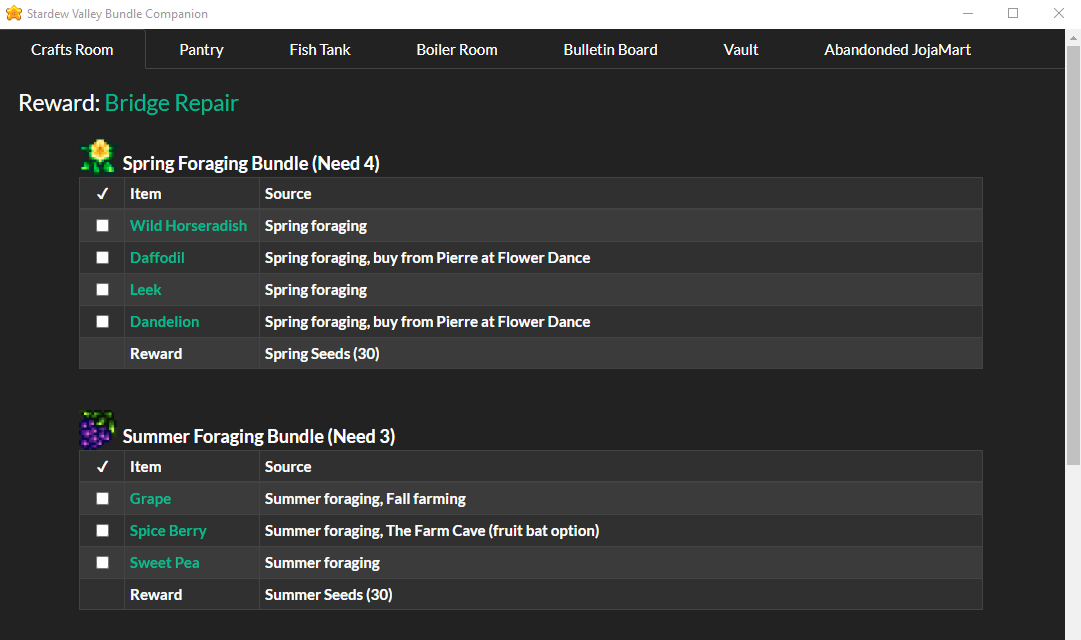 Stardew Valley Bundle Companion
Crafts Room Pantry Fish Tank Boiler Room Bulletin Board Vault Abandonded JojaMart
Reward: Bridge Repair
Spring Foraging Bundle (Need 4)
✓ Item Source
Wild Horseradish Spring foraging
Daffodil Spring foraging, buy from Pierre at Flower Dance
Leek Spring foraging
Dandelion Spring foraging, buy from Pierre at Flower Dance
Reward Spring Seeds (30)
Summer Foraging Bundle (Need 3)
✓ Item Source
Grape Summer foraging, Fall farming
Spice Berry Summer foraging, The Farm Cave (fruit bat option)
Sweet Pea Summer foraging
Reward Summer Seeds (30)